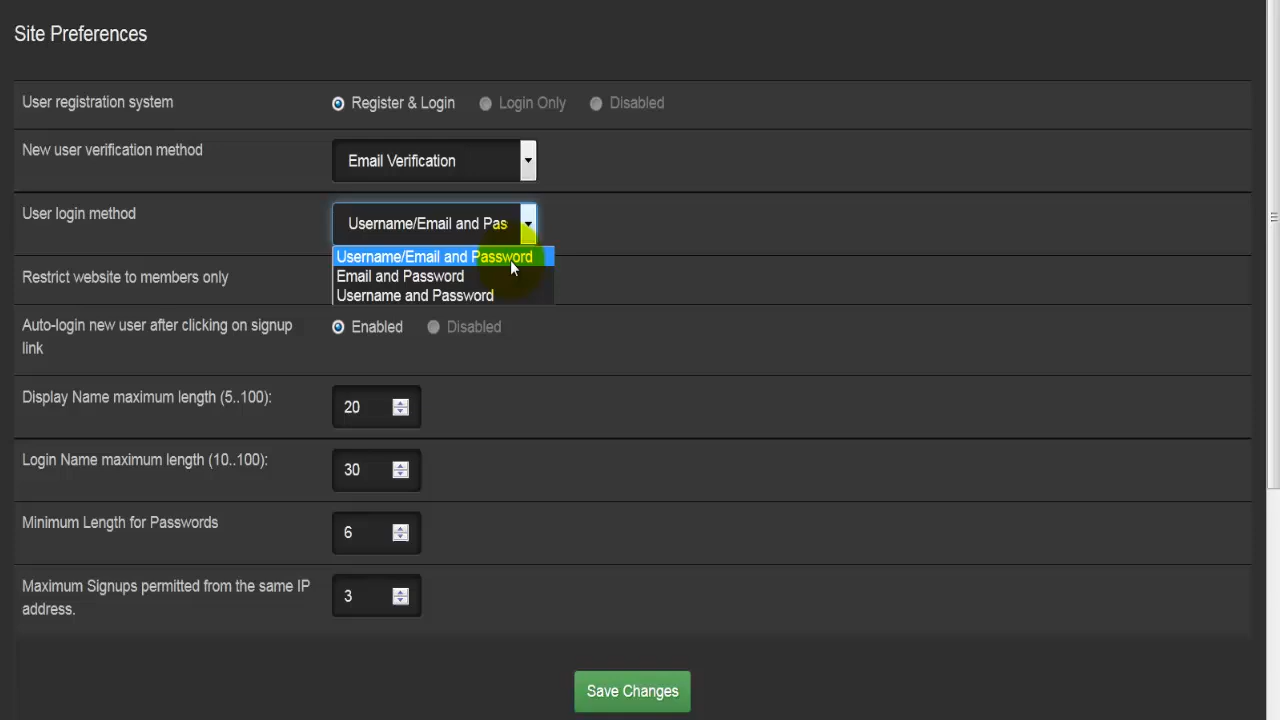 Site Preferences
User registration system
Register & Login
Login Only
Disabled
New user verification method
Email Verification
User login method
Username/Email and Pas
Username/Email and Password
Email and Password
Username and Password
Restrict website to members only
Auto-login new user after clicking on signup
link
Enabled
Disabled
Display Name maximum length (5..100):
20
Login Name maximum length (10..100):
30
Minimum Length for Passwords
6
Maximum Signups permitted from the same IP
address.
3
Save Changes